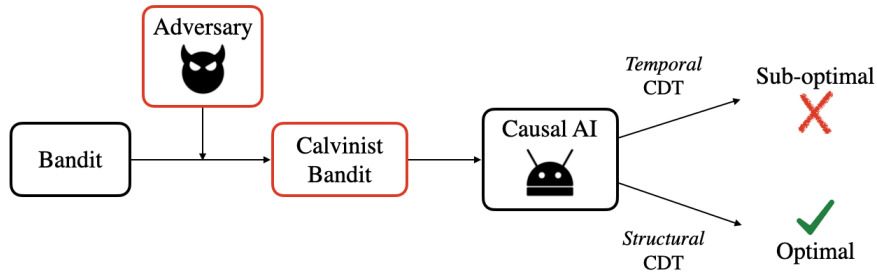 Adversary
Bandit
Calvinist
Bandit
Causal AI
Temporal
CDT
Sub-optimal
Structural
CDT
Optimal